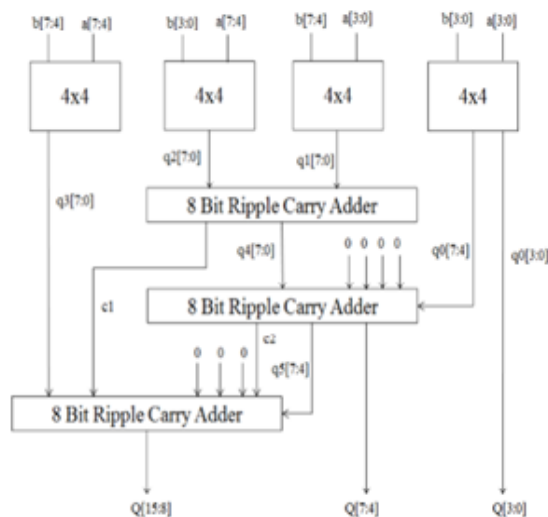 b[7:4] a[7:4] b[3:0] a[7:4] b[7:4] a[3:0] b[3:0] a[3:0]
4x4 4x4 4x4 4x4
q2[7:0] q1[7:0]
q3[7:0]
8 Bit Ripple Carry Adder
q4[7:0] 0 0 0 0 q0[7:4] q0[3:0]
c1
8 Bit Ripple Carry Adder
c2
0 0 0 q5[7:4]
8 Bit Ripple Carry Adder
Q[15:8] Q[7:4] Q[3:0]